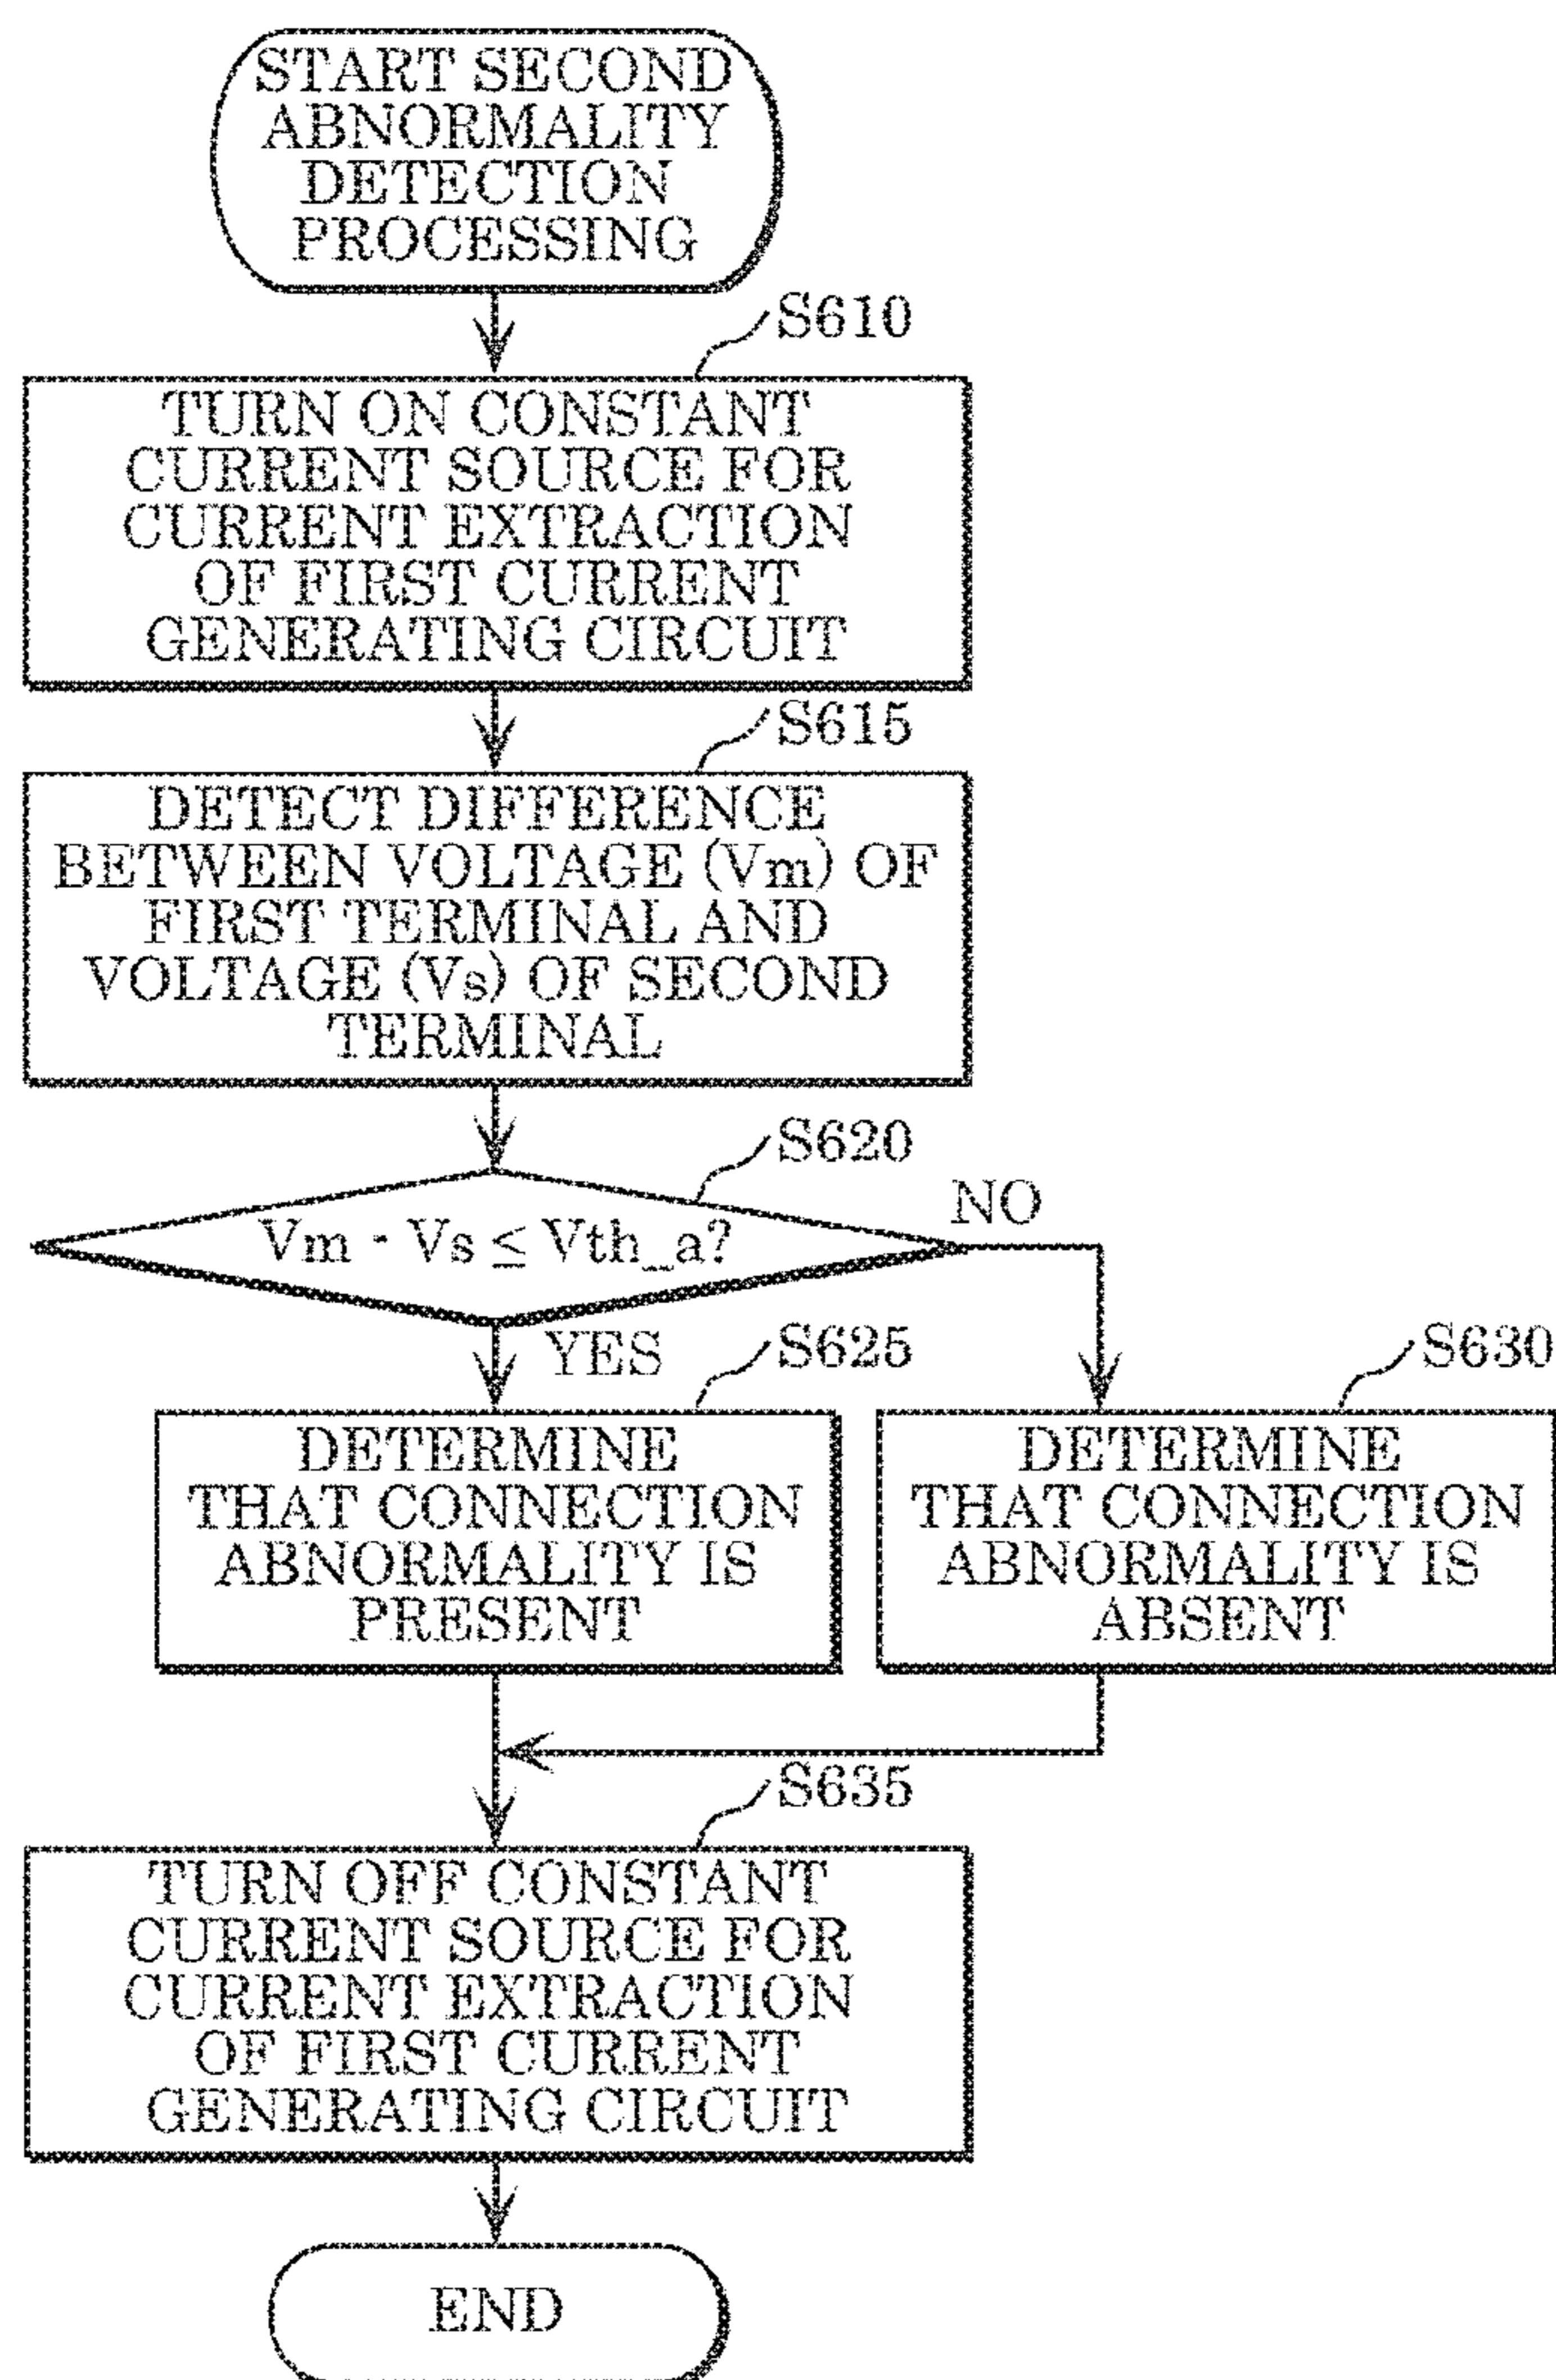 START SECOND
ABNORMALITY
DETECTION
PROCESSING
S610
TURN ON CONSTANT
CURRENT SOURCE FOR
CURRENT EXTRACTION
OF FIRST CURRENT
GENERATING CIRCUIT
S615
DETECT DIFFERENCE
BETWEEN VOLTAGE (Vm) OF
FIRST TERMINAL AND
VOLTAGE (Vs) OF SECOND
TERMINAL
S620
Vm - Vs ≤ Vth_a?
NO
YES
S625
DETERMINE
THAT CONNECTION
ABNORMALITY IS
PRESENT
S630
DETERMINE
THAT CONNECTION
ABNORMALITY IS
ABSENT
S635
TURN OFF CONSTANT
CURRENT SOURCE FOR
CURRENT EXTRACTION
OF FIRST CURRENT
GENERATING CIRCUIT
END